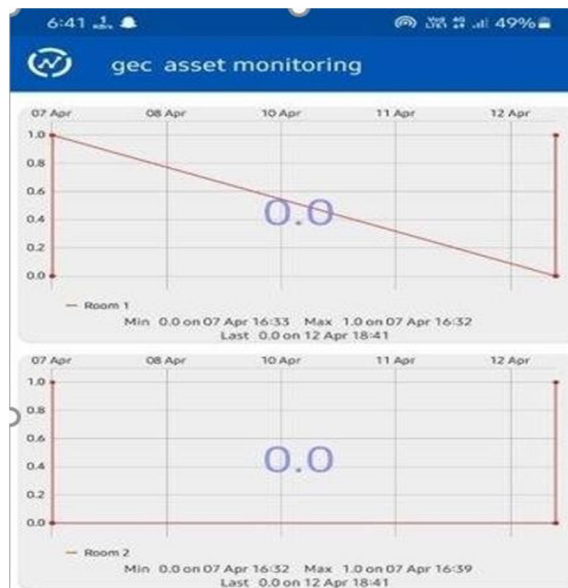 6:41 49%
gec asset monitoring
07 Apr 08 Apr 10 Apr 11 Apr 12 Apr
1.0
0.8
0.6
0.4
0.2
0.0
0.0
Room 1
Min 0.0 on 07 Apr 16:33 Max 1.0 on 07 Apr 16:32
Last 0.0 on 12 Apr 18:41
07 Apr 08 Apr 10 Apr 11 Apr 12 Apr
1.0
0.8
0.6
0.4
0.2
0.0
0.0
Room 2
Min 0.0 on 07 Apr 16:32 Max 1.0 on 07 Apr 16:39
Last 0.0 on 12 Apr 18:41